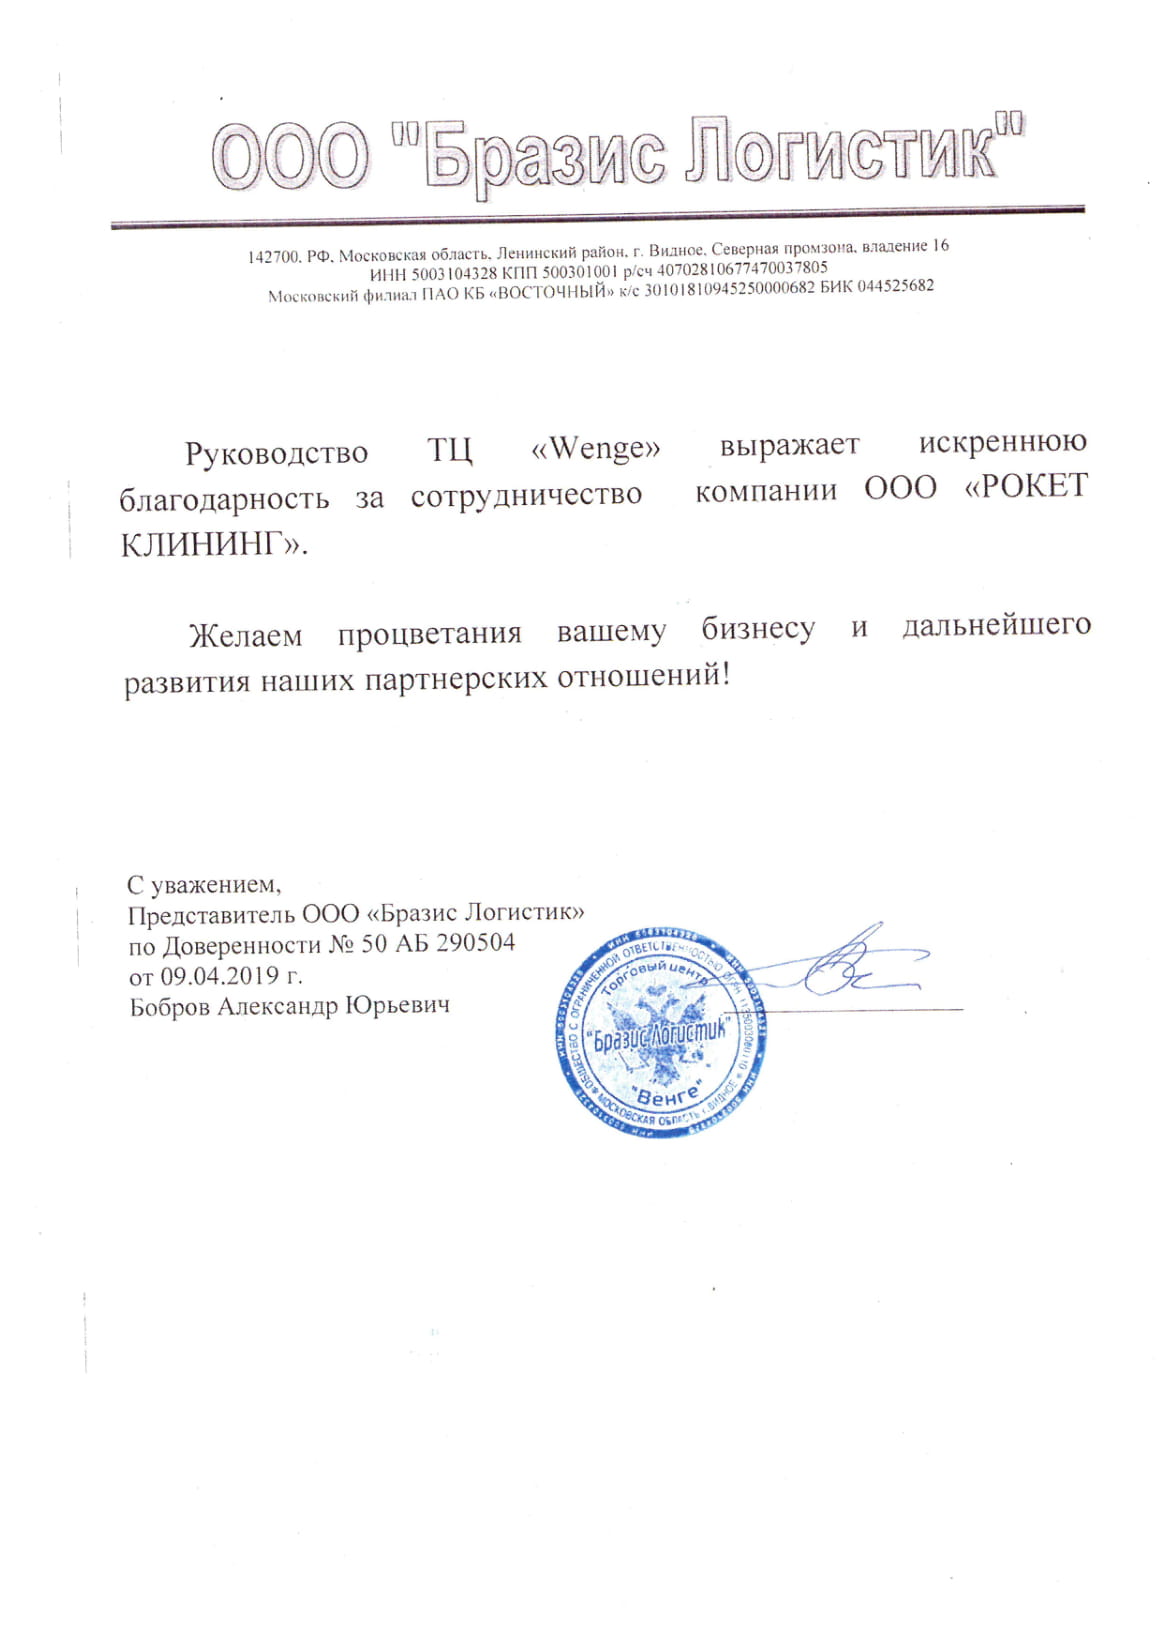 ООО "Бразис Логистик"
142700, РФ, Московская область, Ленинский район, г. Видное, Северная промзона, владение 16
ИНН 5003104328 КПП 500301001 р/сч 40702810677470037805
Московский филиал ПАО КБ «ВОСТОЧНЫЙ» к/с 30101810945250000682 БИК 044525682
Руководство ТЦ «Wenge» выражает искреннюю
благодарность за сотрудничество компании ООО «РОКЕТ
КЛИНИНГ».
Желаем процветания вашему бизнесу и дальнейшего
развития наших партнерских отношений!
С уважением,
Представитель ООО «Бразис Логистик»
по Доверенности № 50 АБ 290504
от 09.04.2019 г.
Бобров Александр Юрьевич
ИНН 5003104328
ОБЩЕСТВО С ОГРАНИЧЕННОЙ ОТВЕТСТВЕННОСТЬЮ ОГРН
МОСКОВСКАЯ ОБЛАСТЬ г. ВИДНОЕ
Торговый центр
"Бразис Логистик"
"Венге"